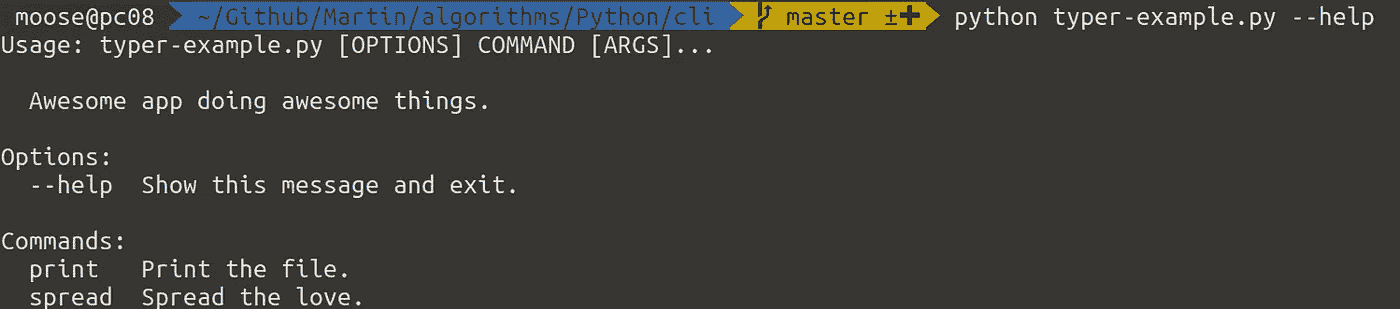 moose@pc08 ~/Github/Martin/algorithms/Python/cli master ±✚ python typer-example.py --help
Usage: typer-example.py [OPTIONS] COMMAND [ARGS]...
Awesome app doing awesome things.
Options:
--help  Show this message and exit.
Commands:
print   Print the file.
spread  Spread the love.